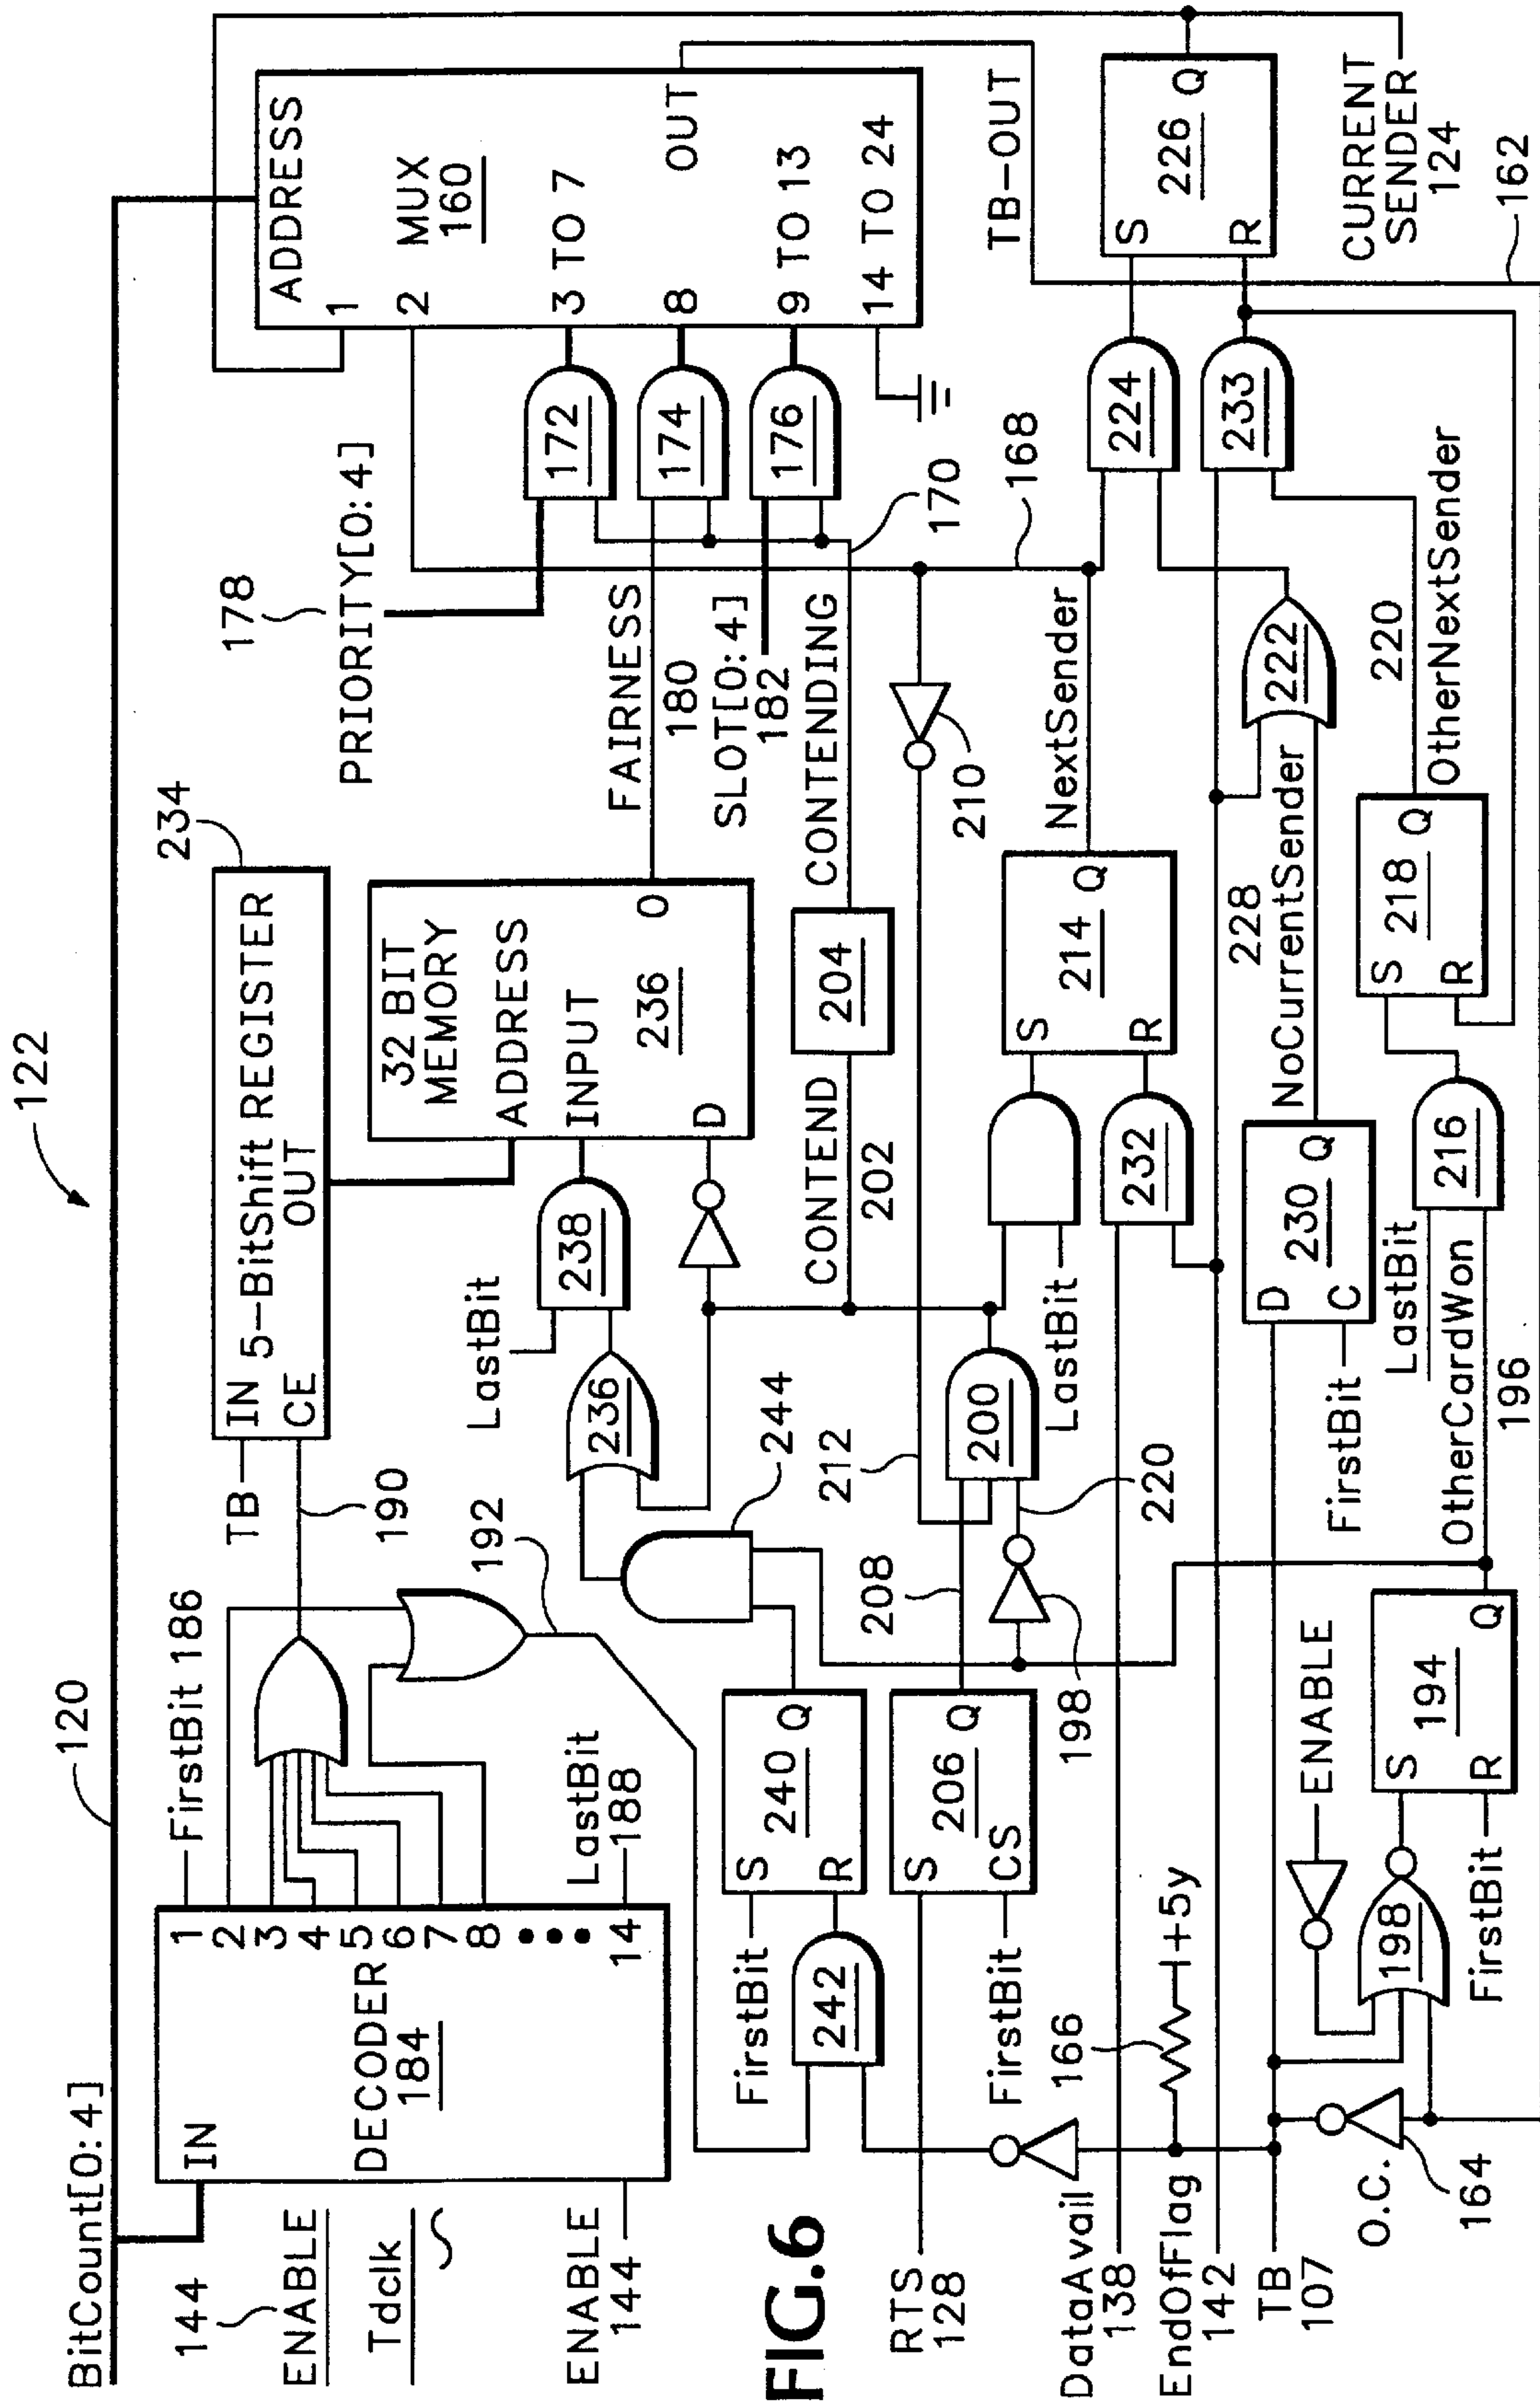 122
BitCount[0:4]
120
144
ENABLE
Tdclk
ENABLE
144
IN
DECODER
184
1
2
3
4
5
6
7
8
14
FirstBit 186
LastBit
188
TB
190
192
IN 5-BitShift REGISTER
CE OUT
234
32 BIT
MEMORY
ADDRESS
INPUT
D
O
236
LastBit
238
236
244
PRIORITY[0:4]
178
FAIRNESS
180
SLOT[0:4]
182
CONTEND
202
204
CONTENDING
170
172
174
176
ADDRESS
1
2
3 TO 7
8
9 TO 13
14 TO 24
MUX
160
OUT
TB-OUT
FirstBit
S
R
Q
240
242
S
CS
Q
206
FirstBit
208
198
212
200
220
LastBit
210
S
R
Q
214
232
NextSender
168
224
233
S
R
Q
226
CURRENT
SENDER
124
162
222
228
NoCurrentSender
D
C
Q
230
FirstBit
LastBit
OtherCardWon
196
216
S
R
Q
218
220
OtherNextSender
FIG.6
RTS
128
DataAvail
138
EndOfFlag
142
TB
107
166
+5y
O.C.
164
198
ENABLE
S
R
Q
194
FirstBit